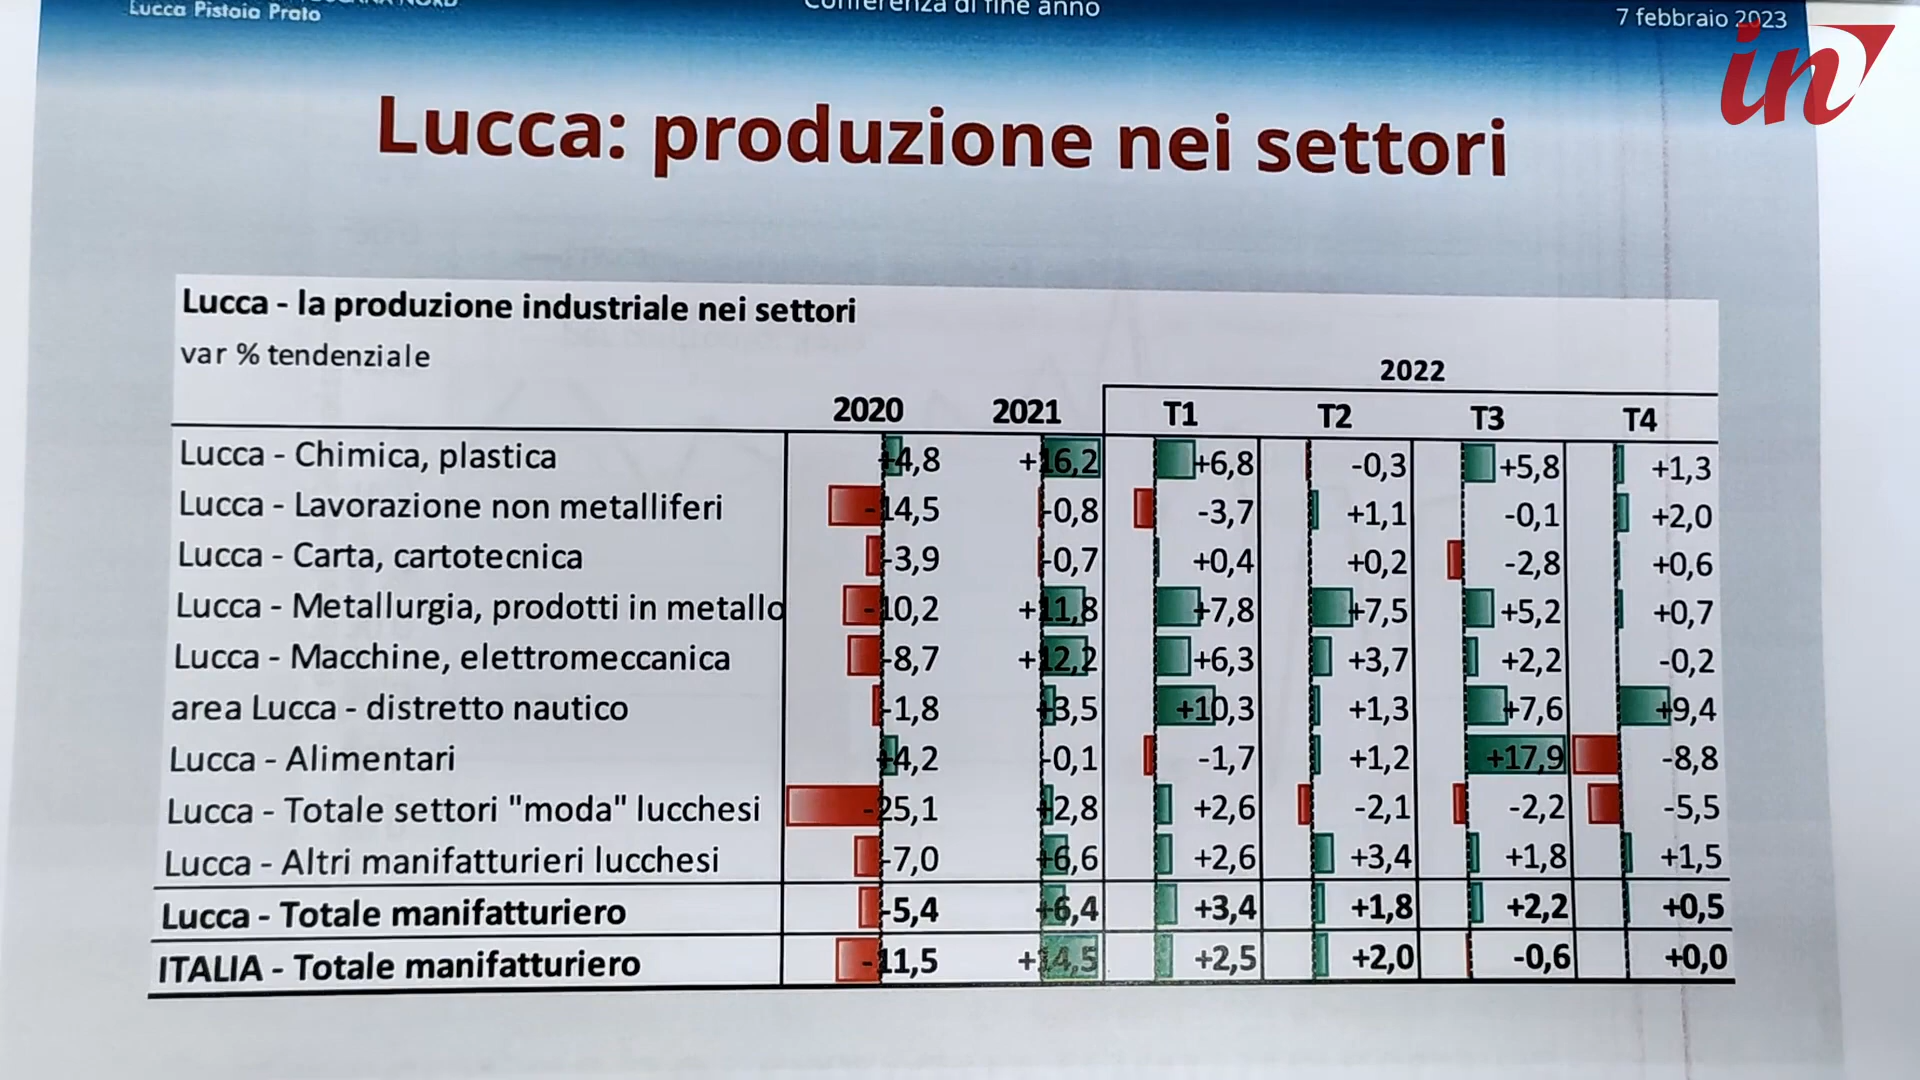 Lucca Pistoia Prato
Conferenza di fine anno
7 febbraio 2023
in
Lucca: produzione nei settori
Lucca - la produzione industriale nei settori
var % tendenziale
2022
2020 2021 T1 T2 T3 T4
Lucca - Chimica, plastica +4,8 +16,2 +6,8 -0,3 +5,8 +1,3
Lucca - Lavorazione non metalliferi -14,5 -0,8 -3,7 +1,1 -0,1 +2,0
Lucca - Carta, cartotecnica -3,9 -0,7 +0,4 +0,2 -2,8 +0,6
Lucca - Metallurgia, prodotti in metallo -10,2 +11,8 +7,8 +7,5 +5,2 +0,7
Lucca - Macchine, elettromeccanica -8,7 +12,2 +6,3 +3,7 +2,2 -0,2
area Lucca - distretto nautico -1,8 +3,5 +10,3 +1,3 +7,6 +9,4
Lucca - Alimentari +4,2 -0,1 -1,7 +1,2 +17,9 -8,8
Lucca - Totale settori "moda" lucchesi -25,1 +2,8 +2,6 -2,1 -2,2 -5,5
Lucca - Altri manifatturieri lucchesi -7,0 +6,6 +2,6 +3,4 +1,8 +1,5
Lucca - Totale manifatturiero -5,4 +6,4 +3,4 +1,8 +2,2 +0,5
ITALIA - Totale manifatturiero -11,5 +14,5 +2,5 +2,0 -0,6 +0,0